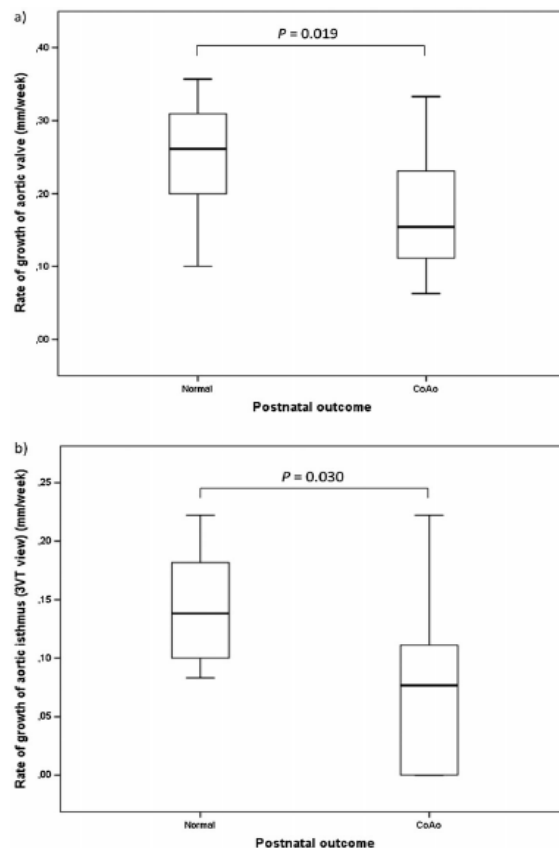 a)
P = 0.019
Rate of growth of aortic valve (mm/week)
,40
,30
,20
,10
,00
Normal
CoAo
Postnatal outcome
b)
P = 0.030
Rate of growth of aortic isthmus (3VT view) (mm/week)
,25
,20
,15
,10
,05
,00
Normal
CoAo
Postnatal outcome